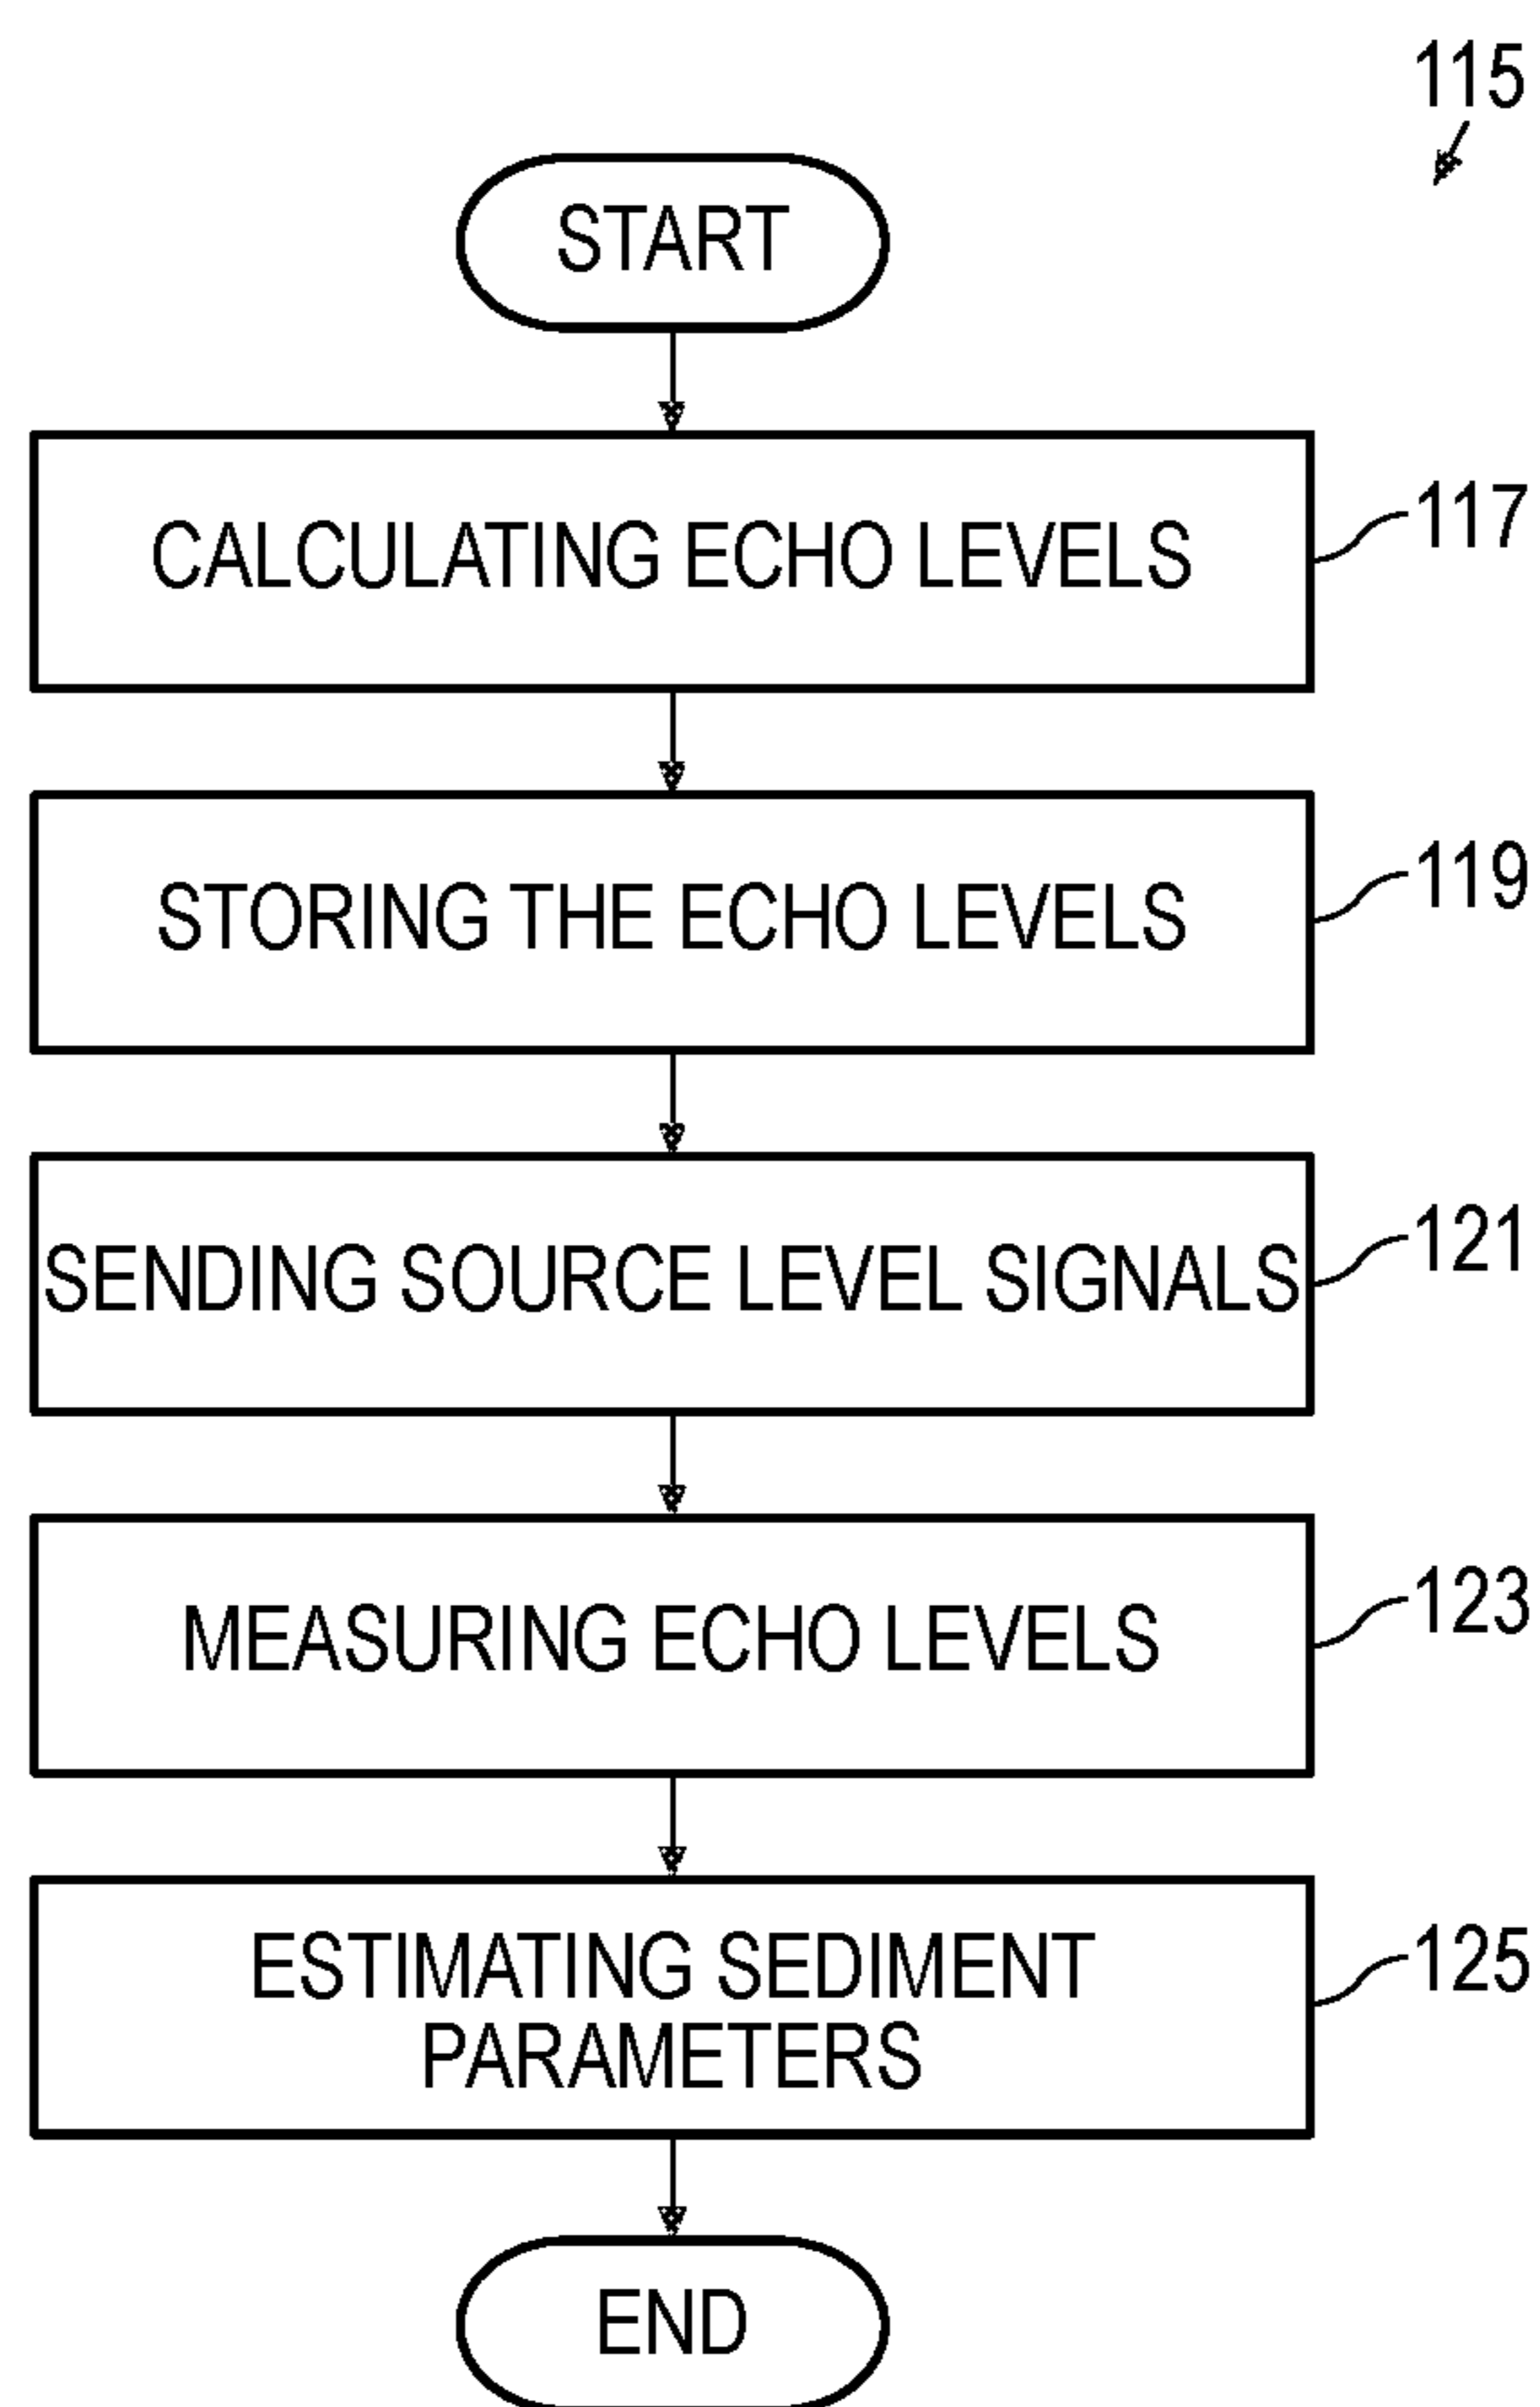 115
START
CALCULATING ECHO LEVELS
117
STORING THE ECHO LEVELS
119
SENDING SOURCE LEVEL SIGNALS
121
MEASURING ECHO LEVELS
123
ESTIMATING SEDIMENT
PARAMETERS
125
END